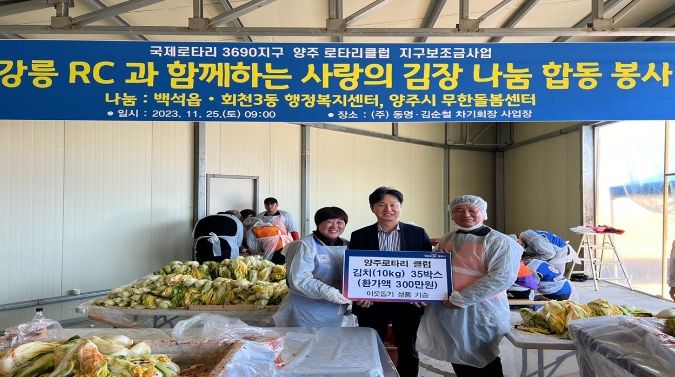 국제로타리 3690지구 양주 로타리클럽 지구보조금사업
강릉 RC 과 함께하는 사랑의 김장 나눔 합동 봉사
나눔 : 백석읍 · 회천3동 행정복지센터, 양주시 무한돌봄센터
• 일시 : 2023. 11. 25.(토) 09:00 • 장소 : (주) 동명 · 김순철 차기회장 사업장
양주로타리 클럽
김치(10kg) 35박스
(환가액 300만원)
이웃돕기 성품 기증